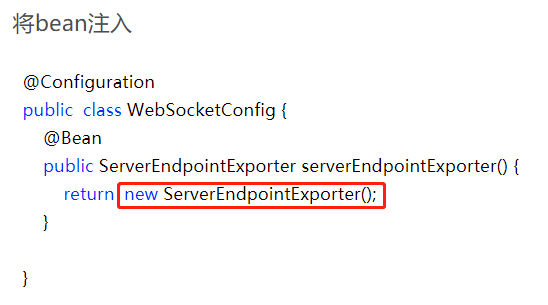 将bean注入
@Configuration
public  class WebSocketConfig {
    @Bean
    public ServerEndpointExporter serverEndpointExporter() {
        return  new ServerEndpointExporter();
    }
}